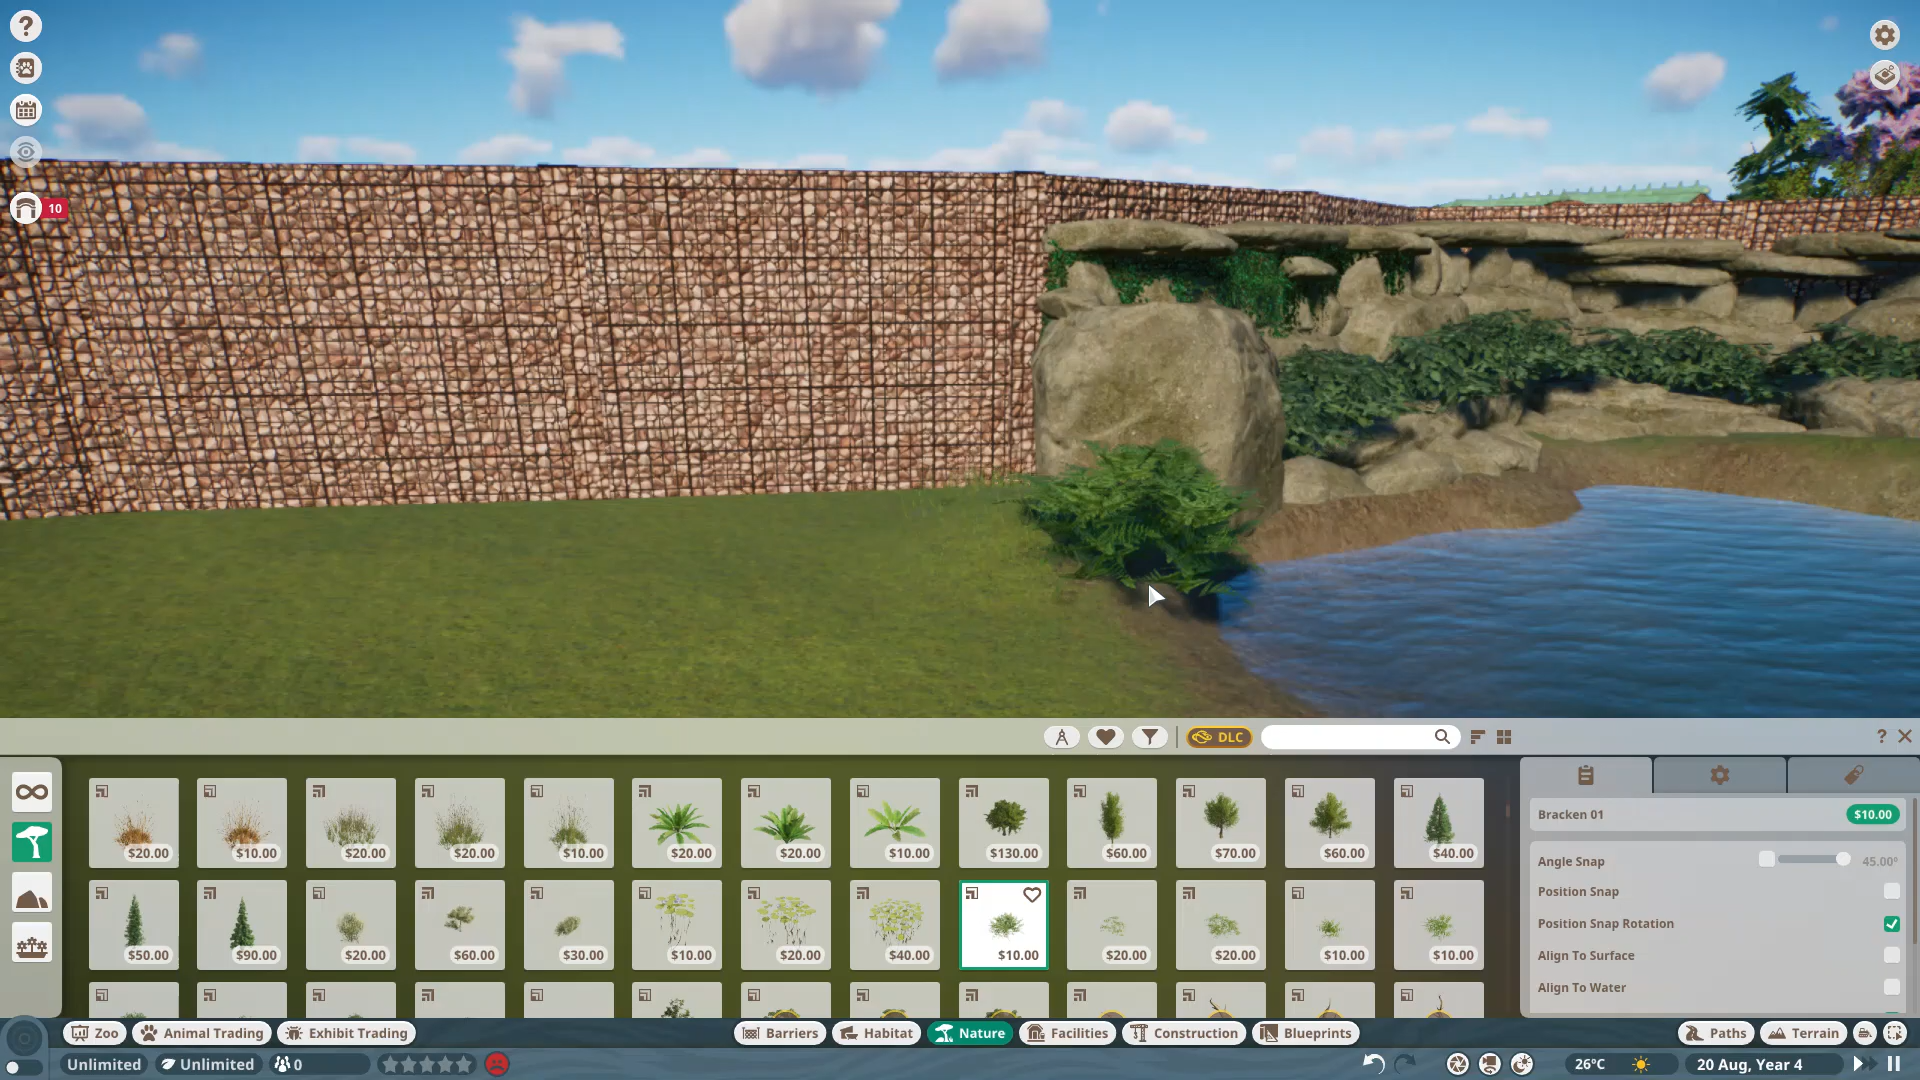 ?
10
DLC
?
$20.00 $10.00 $20.00 $20.00 $10.00 $20.00 $20.00 $10.00 $130.00 $60.00 $70.00 $60.00 $40.00
$50.00 $90.00 $20.00 $60.00 $30.00 $10.00 $20.00 $40.00 $10.00 $20.00 $20.00 $10.00 $10.00
Bracken 01 $10.00
Angle Snap 45.00°
Position Snap
Position Snap Rotation
Align To Surface
Align To Water
Zoo Animal Trading Exhibit Trading Barriers Habitat Nature Facilities Construction Blueprints Paths Terrain
Unlimited Unlimited 0 26°C 20 Aug, Year 4